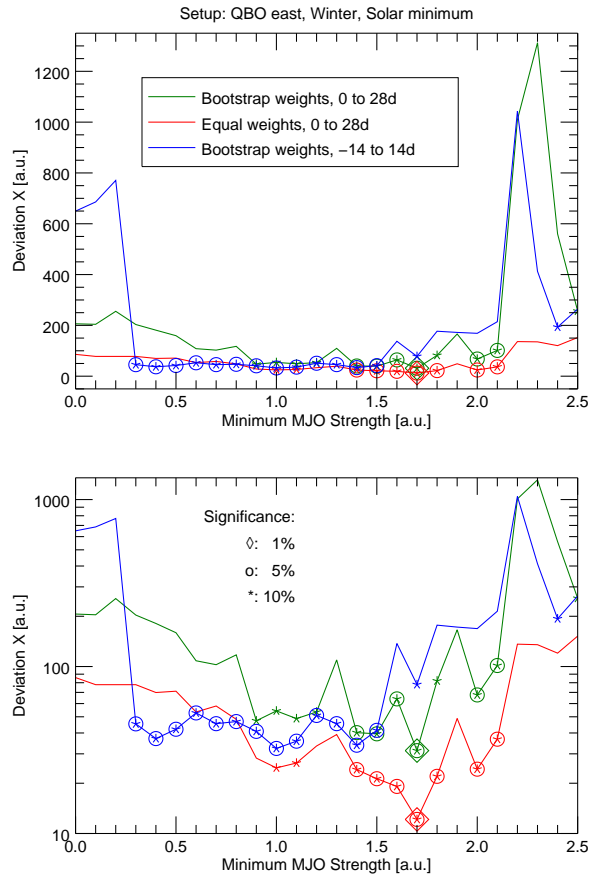 Setup: QBO east, Winter, Solar minimum
1200
1000
800
600
400
200
0
Deviation X [a.u.]
Bootstrap weights, 0 to 28d
Equal weights, 0 to 28d
Bootstrap weights, −14 to 14d
0.0 0.5 1.0 1.5 2.0 2.5
Minimum MJO Strength [a.u.]
1000
100
10
Deviation X [a.u.]
Significance:
◊: 1%
o: 5%
*: 10%
0.0 0.5 1.0 1.5 2.0 2.5
Minimum MJO Strength [a.u.]